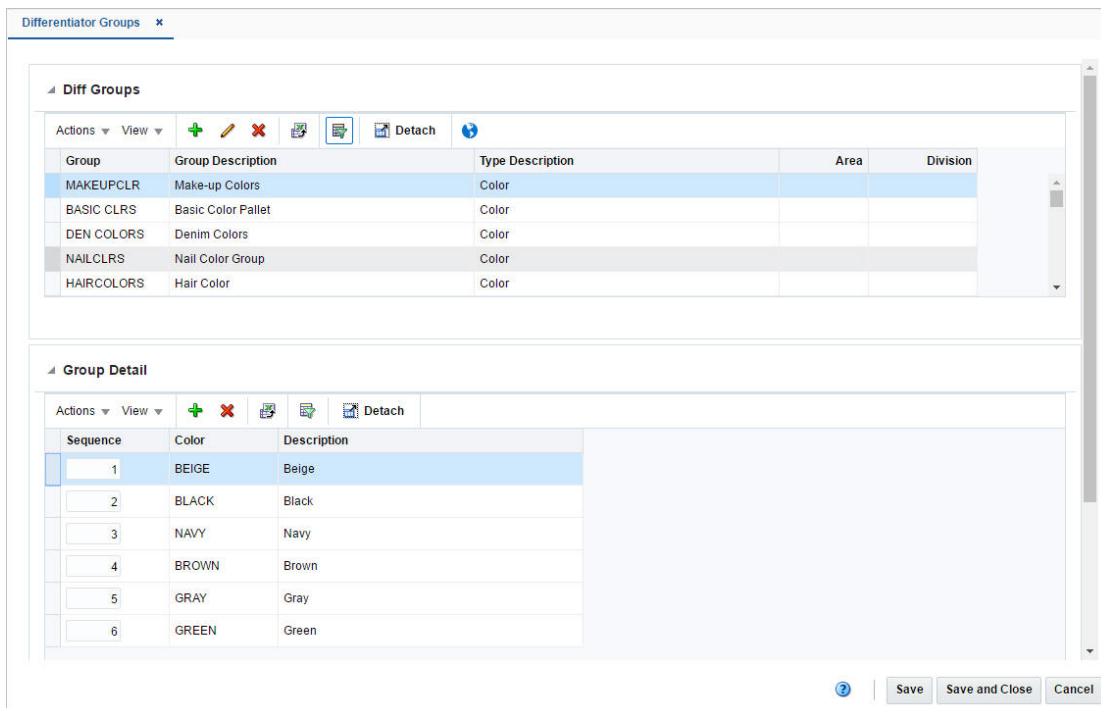 Differentiator Groups ×
Diff Groups
Actions View Detach
Group Group Description Type Description Area Division
MAKEUPCLR Make-up Colors Color
BASIC CLRS Basic Color Pallet Color
DEN COLORS Denim Colors Color
NAILCLRS Nail Color Group Color
HAIRCOLORS Hair Color Color
Group Detail
Actions View Detach
Sequence Color Description
1 BEIGE Beige
2 BLACK Black
3 NAVY Navy
4 BROWN Brown
5 GRAY Gray
6 GREEN Green
? Save Save and Close Cancel